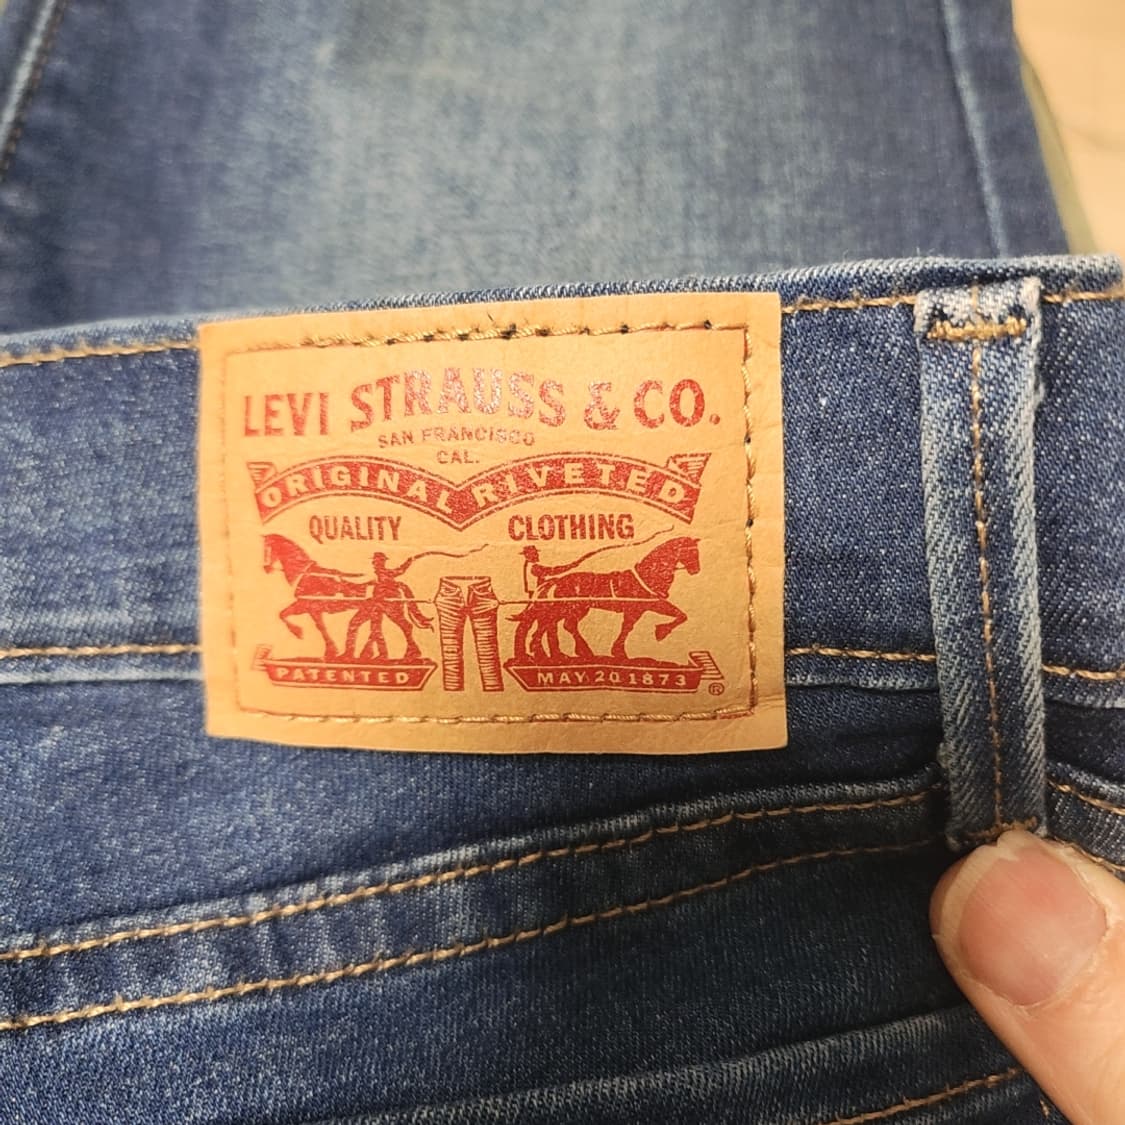 LEVI STRAUSS & CO.
SAN FRANCISCO
CAL.
ORIGINAL RIVETED
QUALITY CLOTHING
PATENTED MAY 20 1873 ®